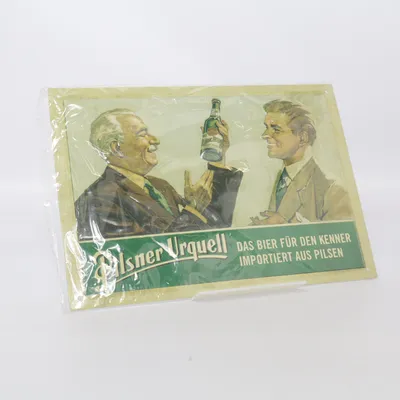 Pilsner Urquell
DAS BIER FÜR DEN KENNER
IMPORTIERT AUS PILSEN